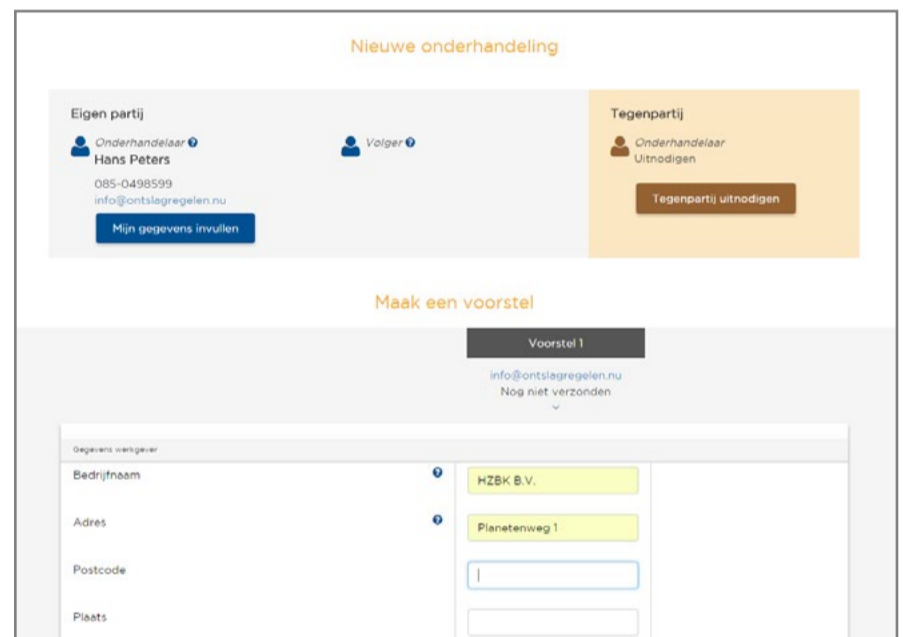 Nieuwe onderhandeling
Eigen partij
Onderhandelaar
Hans Peters
085-0498599
info@ontslagregelen.nu
Mijn gegevens invullen
Volger
Tegenpartij
Onderhandelaar
Uitnodigen
Tegenpartij uitnodigen
Maak een voorstel
Voorstel 1
info@ontslagregelen.nu
Nog niet verzonden
Gegevens werkgever
Bedrijfnaam
HZBK B.V.
Adres
Planetenweg 1
Postcode
Plaats